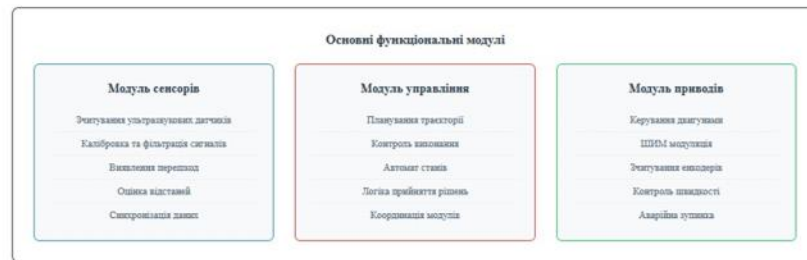 Основні функціональні модулі
Модуль сенсорів
Зчитування ультразвукових датчиків
Калібровка та фільтрація сигналів
Виявлення перешкод
Оцінка відстаней
Синхронізація даних
Модуль управління
Планування траєкторії
Контроль виконання
Автомат станів
Логіка прийняття рішень
Координація модулів
Модуль приводів
Керування двигунами
ШИМ модуляція
Зчитування енкодерів
Контроль швидкості
Аварійна зупинка